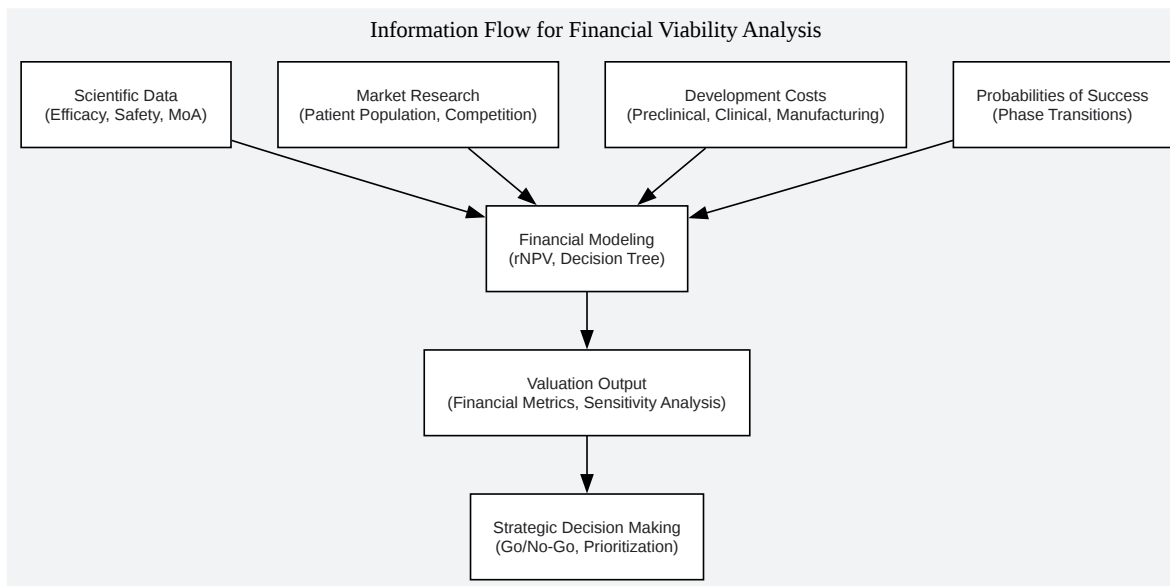 Information Flow for Financial Viability Analysis
Scientific Data
(Efficacy, Safety, MoA)
Market Research
(Patient Population, Competition)
Development Costs
(Preclinical, Clinical, Manufacturing)
Probabilities of Success
(Phase Transitions)
Financial Modeling
(rNPV, Decision Tree)
Valuation Output
(Financial Metrics, Sensitivity Analysis)
Strategic Decision Making
(Go/No-Go, Prioritization)